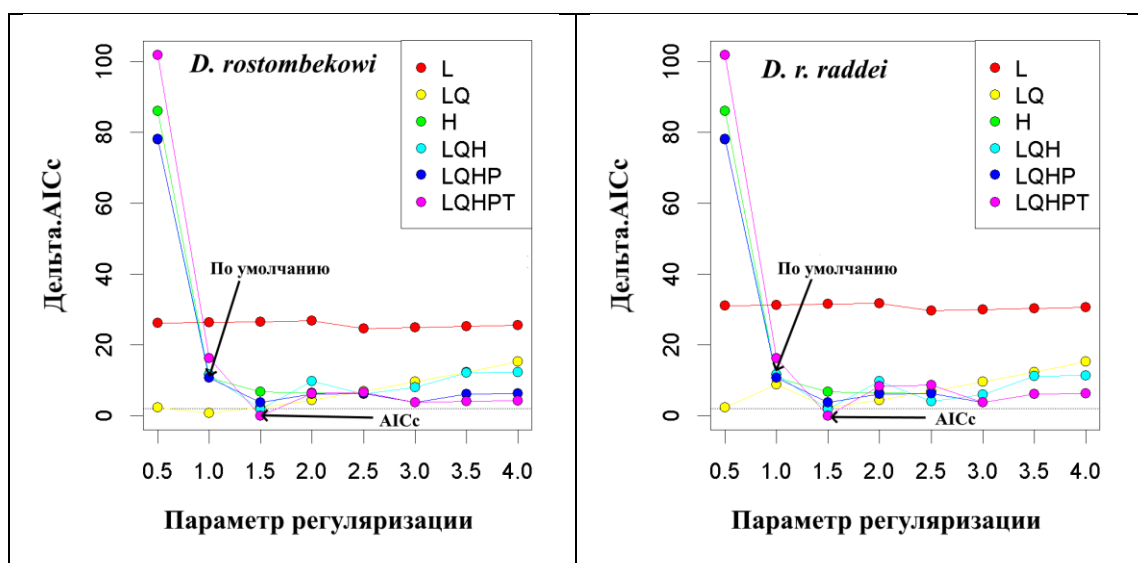 D. rostombekowi
L
LQ
H
LQH
LQHP
LQHPT
По умолчанию
AICc
Дельта.AICc
0 20 40 60 80 100
0.5 1.0 1.5 2.0 2.5 3.0 3.5 4.0
Параметр регуляризации
D. r. raddei
L
LQ
H
LQH
LQHP
LQHPT
По умолчанию
AICc
Дельта.AICc
0 20 40 60 80 100
0.5 1.0 1.5 2.0 2.5 3.0 3.5 4.0
Параметр регуляризации